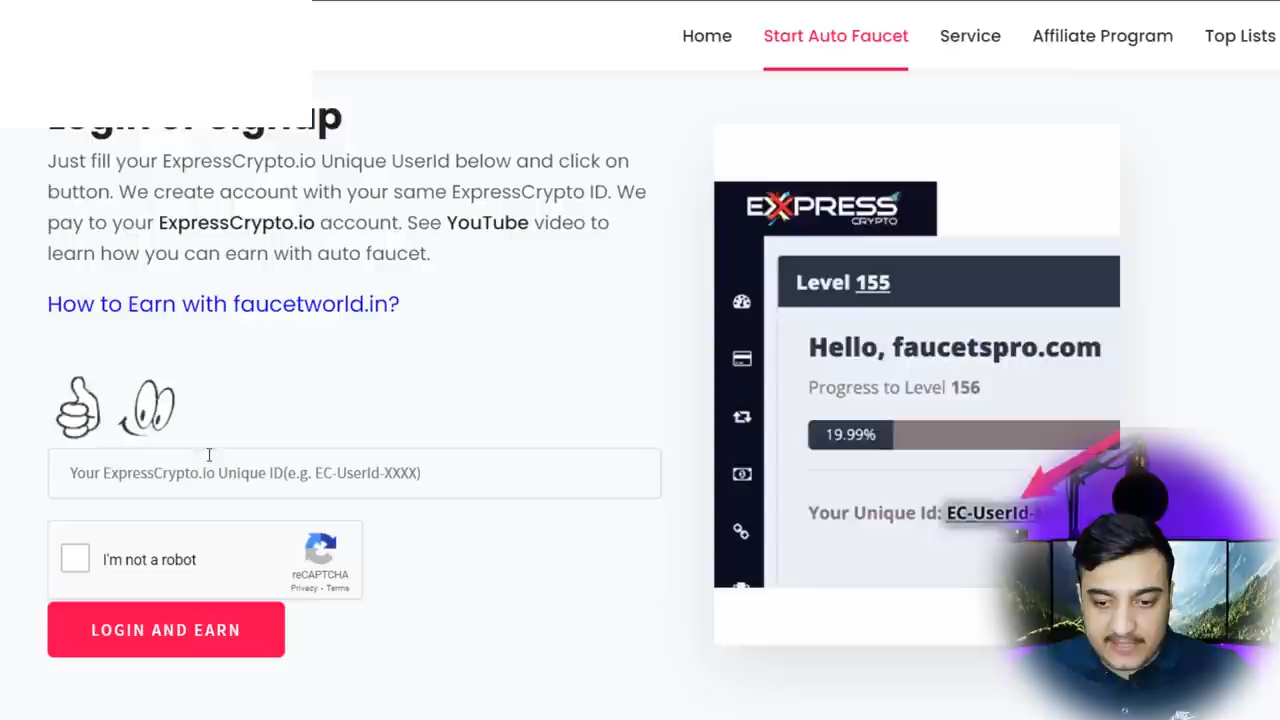 Home Start Auto Faucet Service Affiliate Program Top Lists
Login or Signup
Just fill your ExpressCrypto.io Unique UserId below and click on
button. We create account with your same ExpressCrypto ID. We
pay to your ExpressCrypto.io account. See YouTube video to
learn how you can earn with auto faucet.
How to Earn with faucetworld.in?
Your ExpressCrypto.io Unique ID(e.g. EC-UserId-XXXX)
I'm not a robot
reCAPTCHA
Privacy - Terms
LOGIN AND EARN
EXPRESS
CRYPTO
Level 155
Hello, faucetspro.com
Progress to Level 156
19.99%
Your Unique Id: EC-UserId-